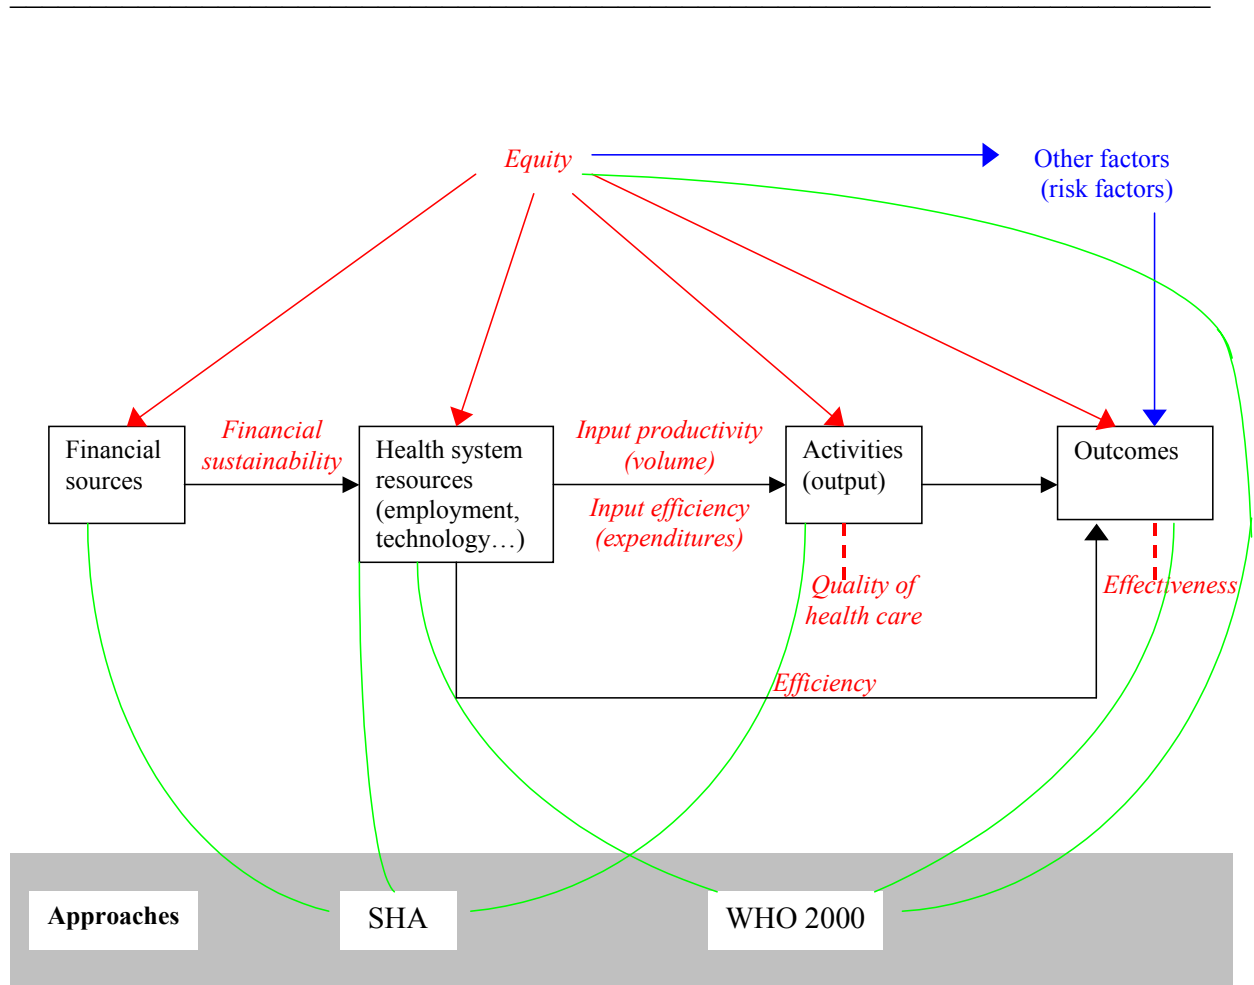 Equity
Other factors
(risk factors)
Financial
sources
Financial
sustainability
Health system
resources
(employment,
technology…)
Input productivity
(volume)
Input efficiency
(expenditures)
Activities
(output)
Outcomes
Quality of
health care
Effectiveness
Efficiency
Approaches
SHA
WHO 2000